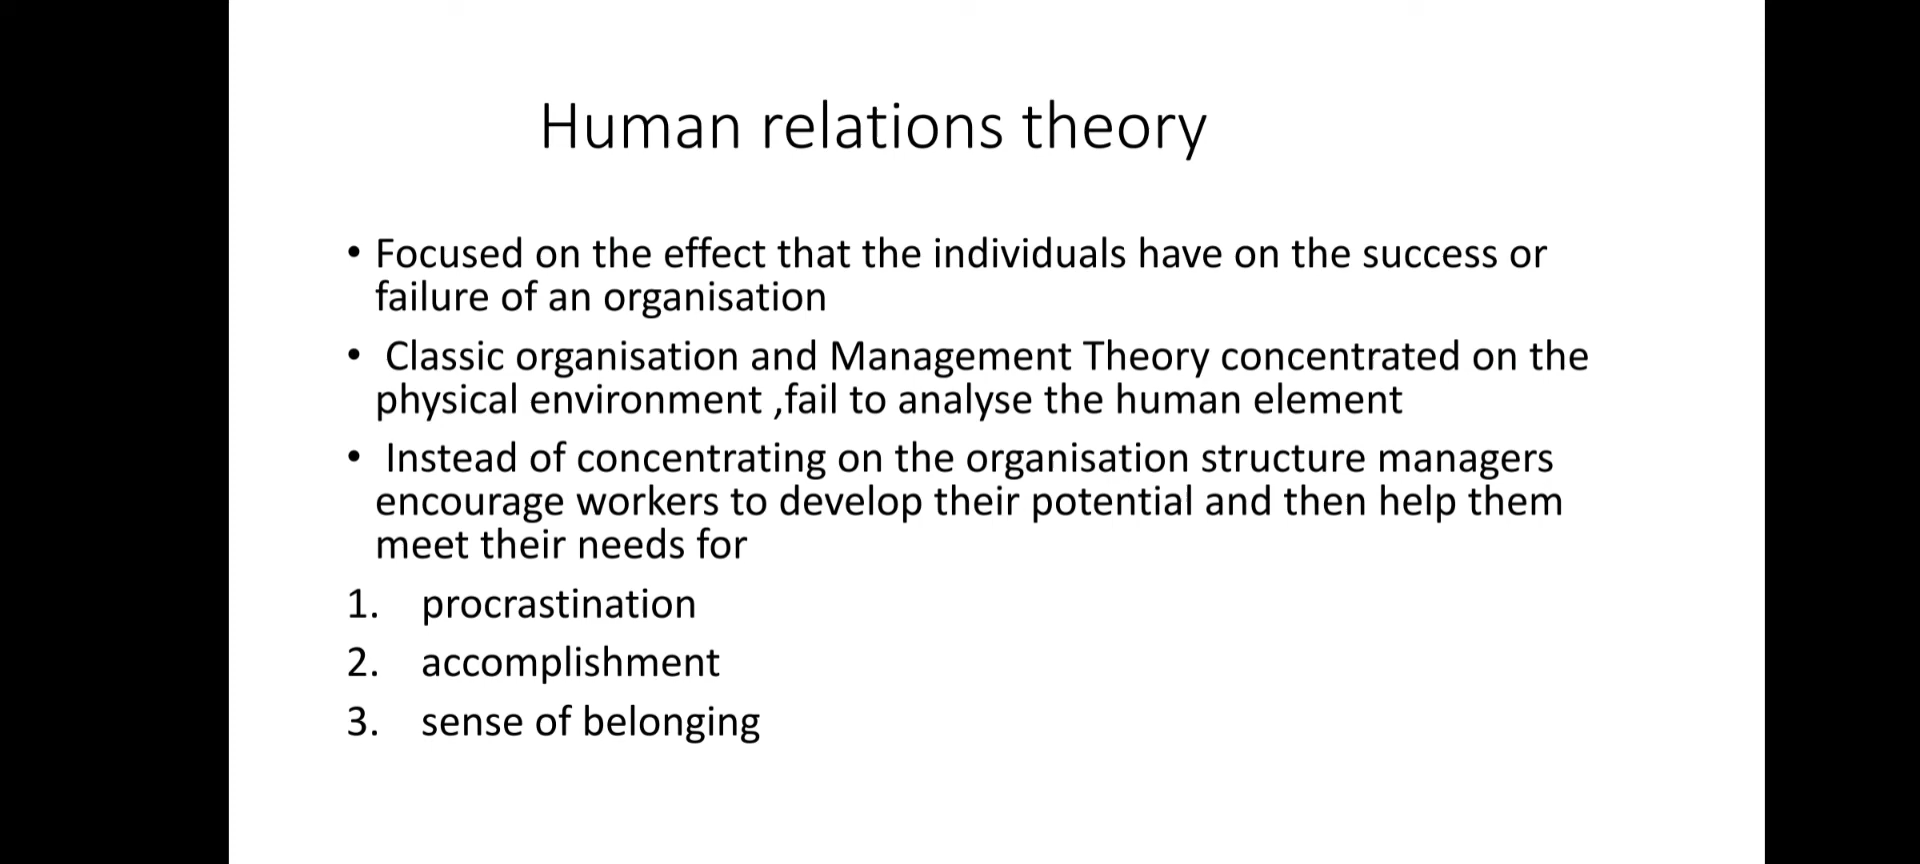 Human relations theory
• Focused on the effect that the individuals have on the success or
failure of an organisation
• Classic organisation and Management Theory concentrated on the
physical environment ,fail to analyse the human element
• Instead of concentrating on the organisation structure managers
encourage workers to develop their potential and then help them
meet their needs for
1. procrastination
2. accomplishment
3. sense of belonging